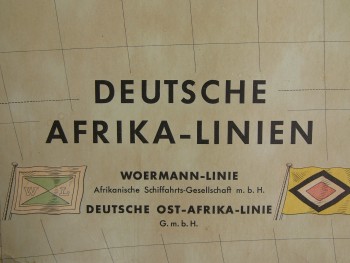 DEUTSCHE
AFRIKA-LINIEN
WOERMANN-LINIE
Afrikanische Schiffahrts-Gesellschaft m. b. H.
DEUTSCHE OST-AFRIKA-LINIE
G. m. b. H.